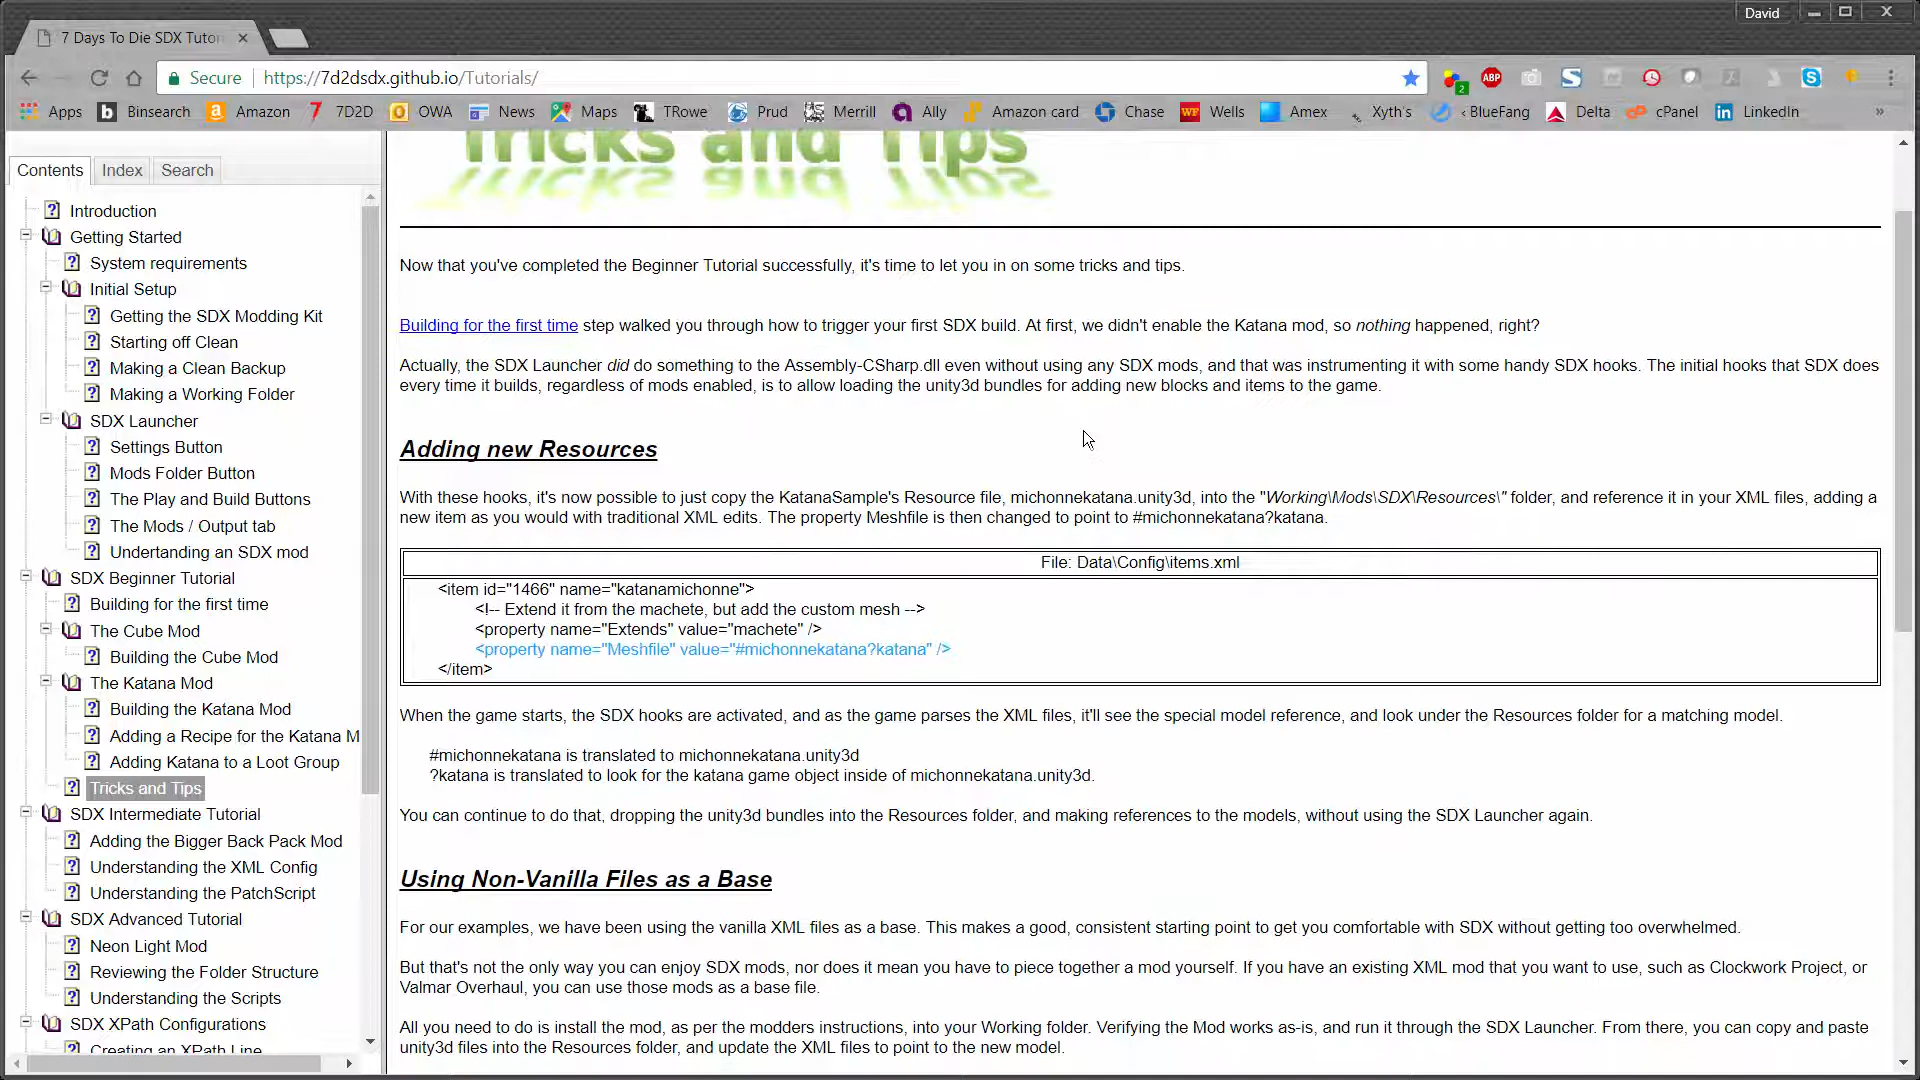 David
7 Days To Die SDX Tutor
Secure
https://7d2dsdx.github.io/Tutorials/
ABP
2
Apps
Binsearch
Amazon
7D2D
OWA
News
Maps
TRowe
Prud
Merrill
Ally
Amazon card
Chase
Wells
Amex
Xyth's
‹ BlueFang
Delta
cPanel
LinkedIn
»
Contents
Index
Search
Introduction
Getting Started
System requirements
Initial Setup
Getting the SDX Modding Kit
Starting off Clean
Making a Clean Backup
Making a Working Folder
SDX Launcher
Settings Button
Mods Folder Button
The Play and Build Buttons
The Mods / Output tab
Undertanding an SDX mod
SDX Beginner Tutorial
Building for the first time
The Cube Mod
Building the Cube Mod
The Katana Mod
Building the Katana Mod
Adding a Recipe for the Katana M
Adding Katana to a Loot Group
Tricks and Tips
SDX Intermediate Tutorial
Adding the Bigger Back Pack Mod
Understanding the XML Config
Understanding the PatchScript
SDX Advanced Tutorial
Neon Light Mod
Reviewing the Folder Structure
Understanding the Scripts
SDX XPath Configurations
Creating an XPath Line
Tricks and Tips
Now that you've completed the Beginner Tutorial successfully, it's time to let you in on some tricks and tips.
Building for the first time step walked you through how to trigger your first SDX build. At first, we didn't enable the Katana mod, so nothing happened, right?
Actually, the SDX Launcher did do something to the Assembly-CSharp.dll even without using any SDX mods, and that was instrumenting it with some handy SDX hooks. The initial hooks that SDX does
every time it builds, regardless of mods enabled, is to allow loading the unity3d bundles for adding new blocks and items to the game.
Adding new Resources
With these hooks, it's now possible to just copy the KatanaSample's Resource file, michonnekatana.unity3d, into the "Working\Mods\SDX\Resources\" folder, and reference it in your XML files, adding a
new item as you would with traditional XML edits. The property Meshfile is then changed to point to #michonnekatana?katana.
File: Data\Config\items.xml
<item id="1466" name="katanamichonne">
<!-- Extend it from the machete, but add the custom mesh -->
<property name="Extends" value="machete" />
<property name="Meshfile" value="#michonnekatana?katana" />
</item>
When the game starts, the SDX hooks are activated, and as the game parses the XML files, it'll see the special model reference, and look under the Resources folder for a matching model.
#michonnekatana is translated to michonnekatana.unity3d
?katana is translated to look for the katana game object inside of michonnekatana.unity3d.
You can continue to do that, dropping the unity3d bundles into the Resources folder, and making references to the models, without using the SDX Launcher again.
Using Non-Vanilla Files as a Base
For our examples, we have been using the vanilla XML files as a base. This makes a good, consistent starting point to get you comfortable with SDX without getting too overwhelmed.
But that's not the only way you can enjoy SDX mods, nor does it mean you have to piece together a mod yourself. If you have an existing XML mod that you want to use, such as Clockwork Project, or
Valmar Overhaul, you can use those mods as a base file.
All you need to do is install the mod, as per the modders instructions, into your Working folder. Verifying the Mod works as-is, and run it through the SDX Launcher. From there, you can copy and paste
unity3d files into the Resources folder, and update the XML files to point to the new model.